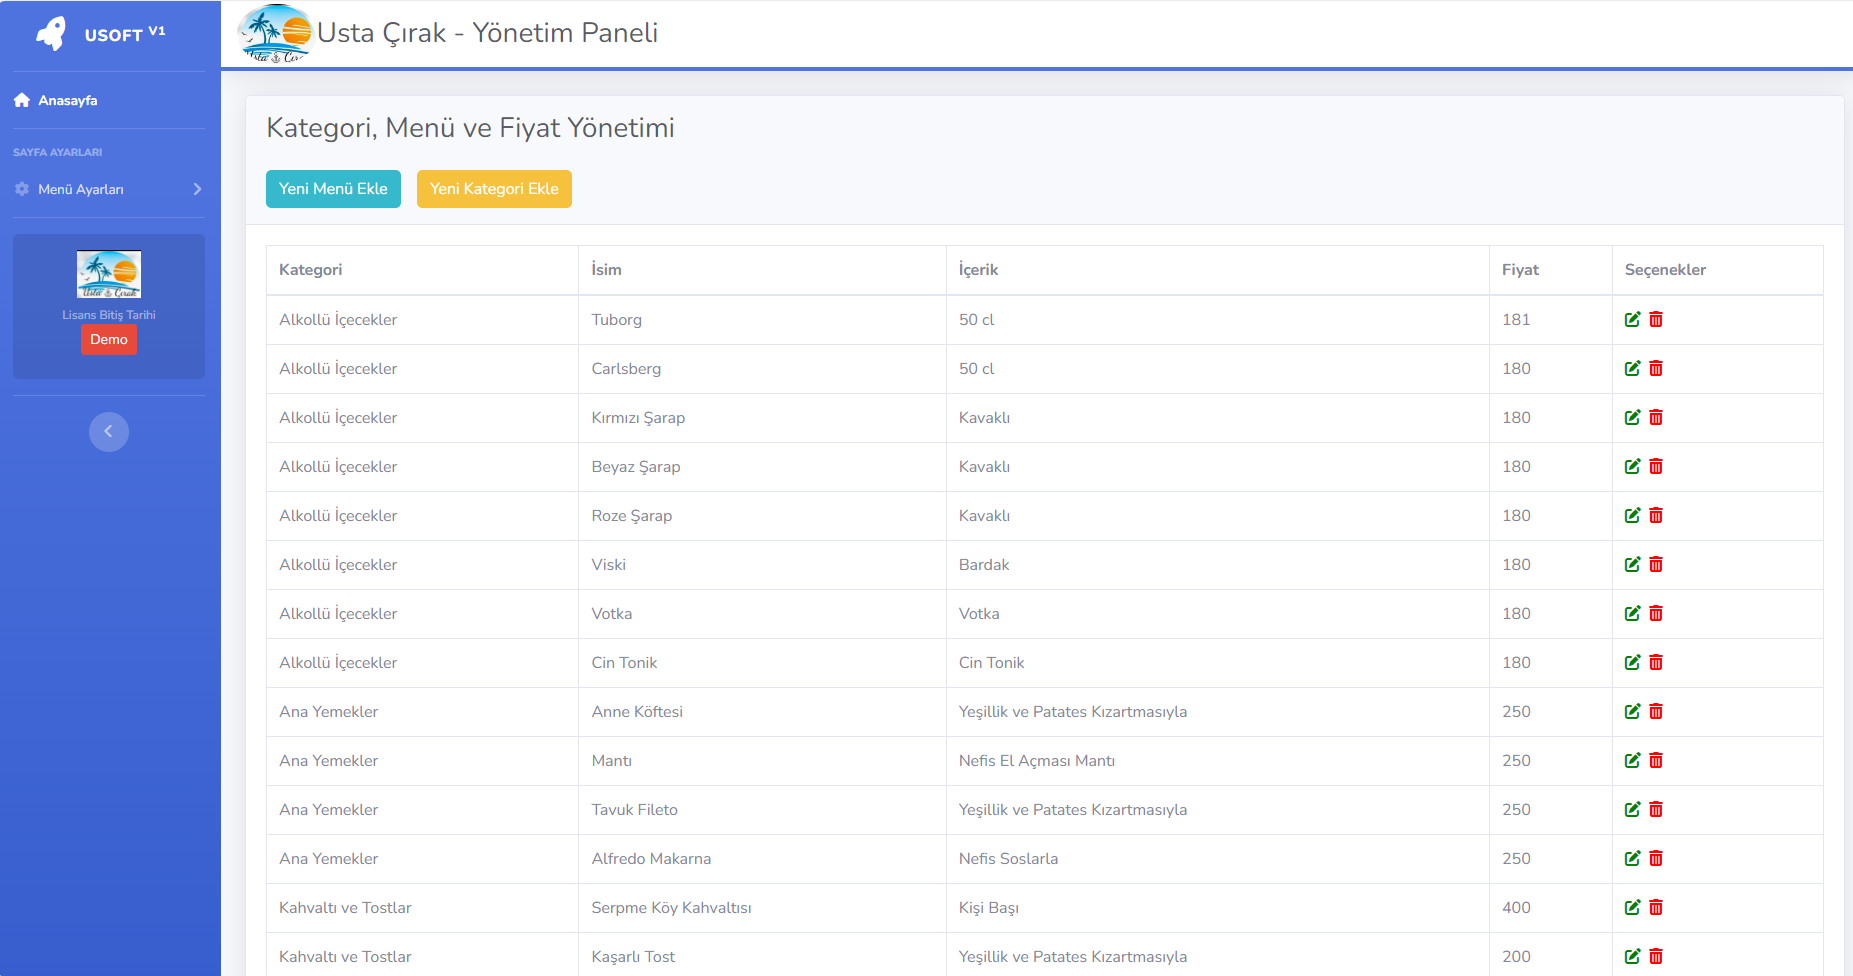 USOFT V1
Usta Çırak - Yönetim Paneli
Anasayfa
SAYFA AYARLARI
Menü Ayarları
Usta Çırak
Lisans Bitiş Tarihi
Demo
Kategori, Menü ve Fiyat Yönetimi
Yeni Menü Ekle Yeni Kategori Ekle
Kategori İsim İçerik Fiyat Seçenekler
Alkollü İçecekler Tuborg 50 cl 181
Alkollü İçecekler Carlsberg 50 cl 180
Alkollü İçecekler Kırmızı Şarap Kavaklı 180
Alkollü İçecekler Beyaz Şarap Kavaklı 180
Alkollü İçecekler Roze Şarap Kavaklı 180
Alkollü İçecekler Viski Bardak 180
Alkollü İçecekler Votka Votka 180
Alkollü İçecekler Cin Tonik Cin Tonik 180
Ana Yemekler Anne Köftesi Yeşillik ve Patates Kızartmasıyla 250
Ana Yemekler Mantı Nefis El Açması Mantı 250
Ana Yemekler Tavuk Fileto Yeşillik ve Patates Kızartmasıyla 250
Ana Yemekler Alfredo Makarna Nefis Soslarla 250
Kahvaltı ve Tostlar Serpme Köy Kahvaltısı Kişi Başı 400
Kahvaltı ve Tostlar Kaşarlı Tost Yeşillik ve Patates Kızartmasıyla 200